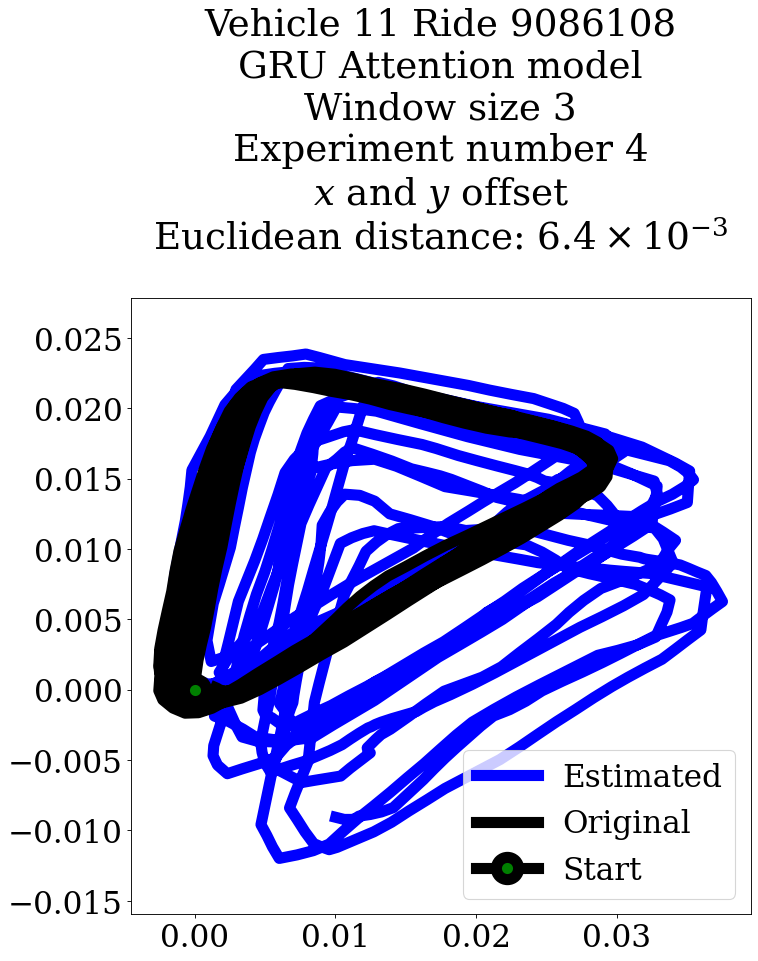 Vehicle 11 Ride 9086108
GRU Attention model
Window size 3
Experiment number 4
x and y offset
Euclidean distance: 6.4 × 10⁻³
0.025
0.020
0.015
0.010
0.005
0.000
−0.005
−0.010
−0.015
Estimated
Original
Start
0.00 0.01 0.02 0.03